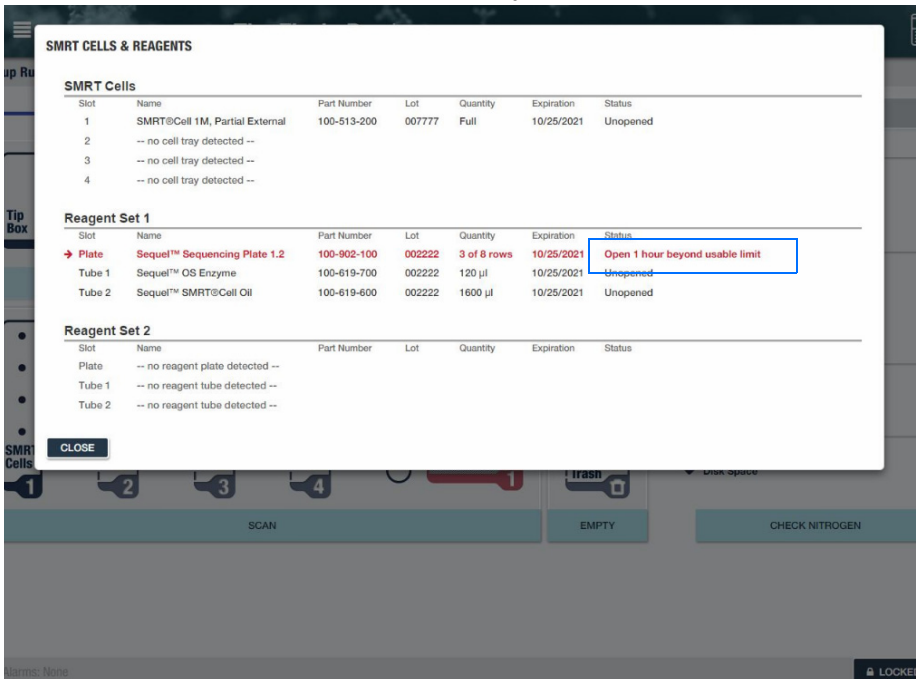 SMRT CELLS & REAGENTS
up Ru
SMRT Cells
Slot Name Part Number Lot Quantity Expiration Status
1 SMRT®Cell 1M, Partial External 100-513-200 007777 Full 10/25/2021 Unopened
2 -- no cell tray detected --
3 -- no cell tray detected --
4 -- no cell tray detected --
Tip
Box
Reagent Set 1
Slot Name Part Number Lot Quantity Expiration Status
➔ Plate Sequel™ Sequencing Plate 1.2 100-902-100 002222 3 of 8 rows 10/25/2021 Open 1 hour beyond usable limit
Tube 1 Sequel™ OS Enzyme 100-619-700 002222 120 µl 10/25/2021 Unopened
Tube 2 Sequel™ SMRT®Cell Oil 100-619-600 002222 1600 µl 10/25/2021 Unopened
Reagent Set 2
Slot Name Part Number Lot Quantity Expiration Status
Plate -- no reagent plate detected --
Tube 1 -- no reagent tube detected --
Tube 2 -- no reagent tube detected --
CLOSE
SMRT
Cells
1 2 3 4 1 Trash Disk Space
SCAN EMPTY CHECK NITROGEN
Alarms: None LOCKED